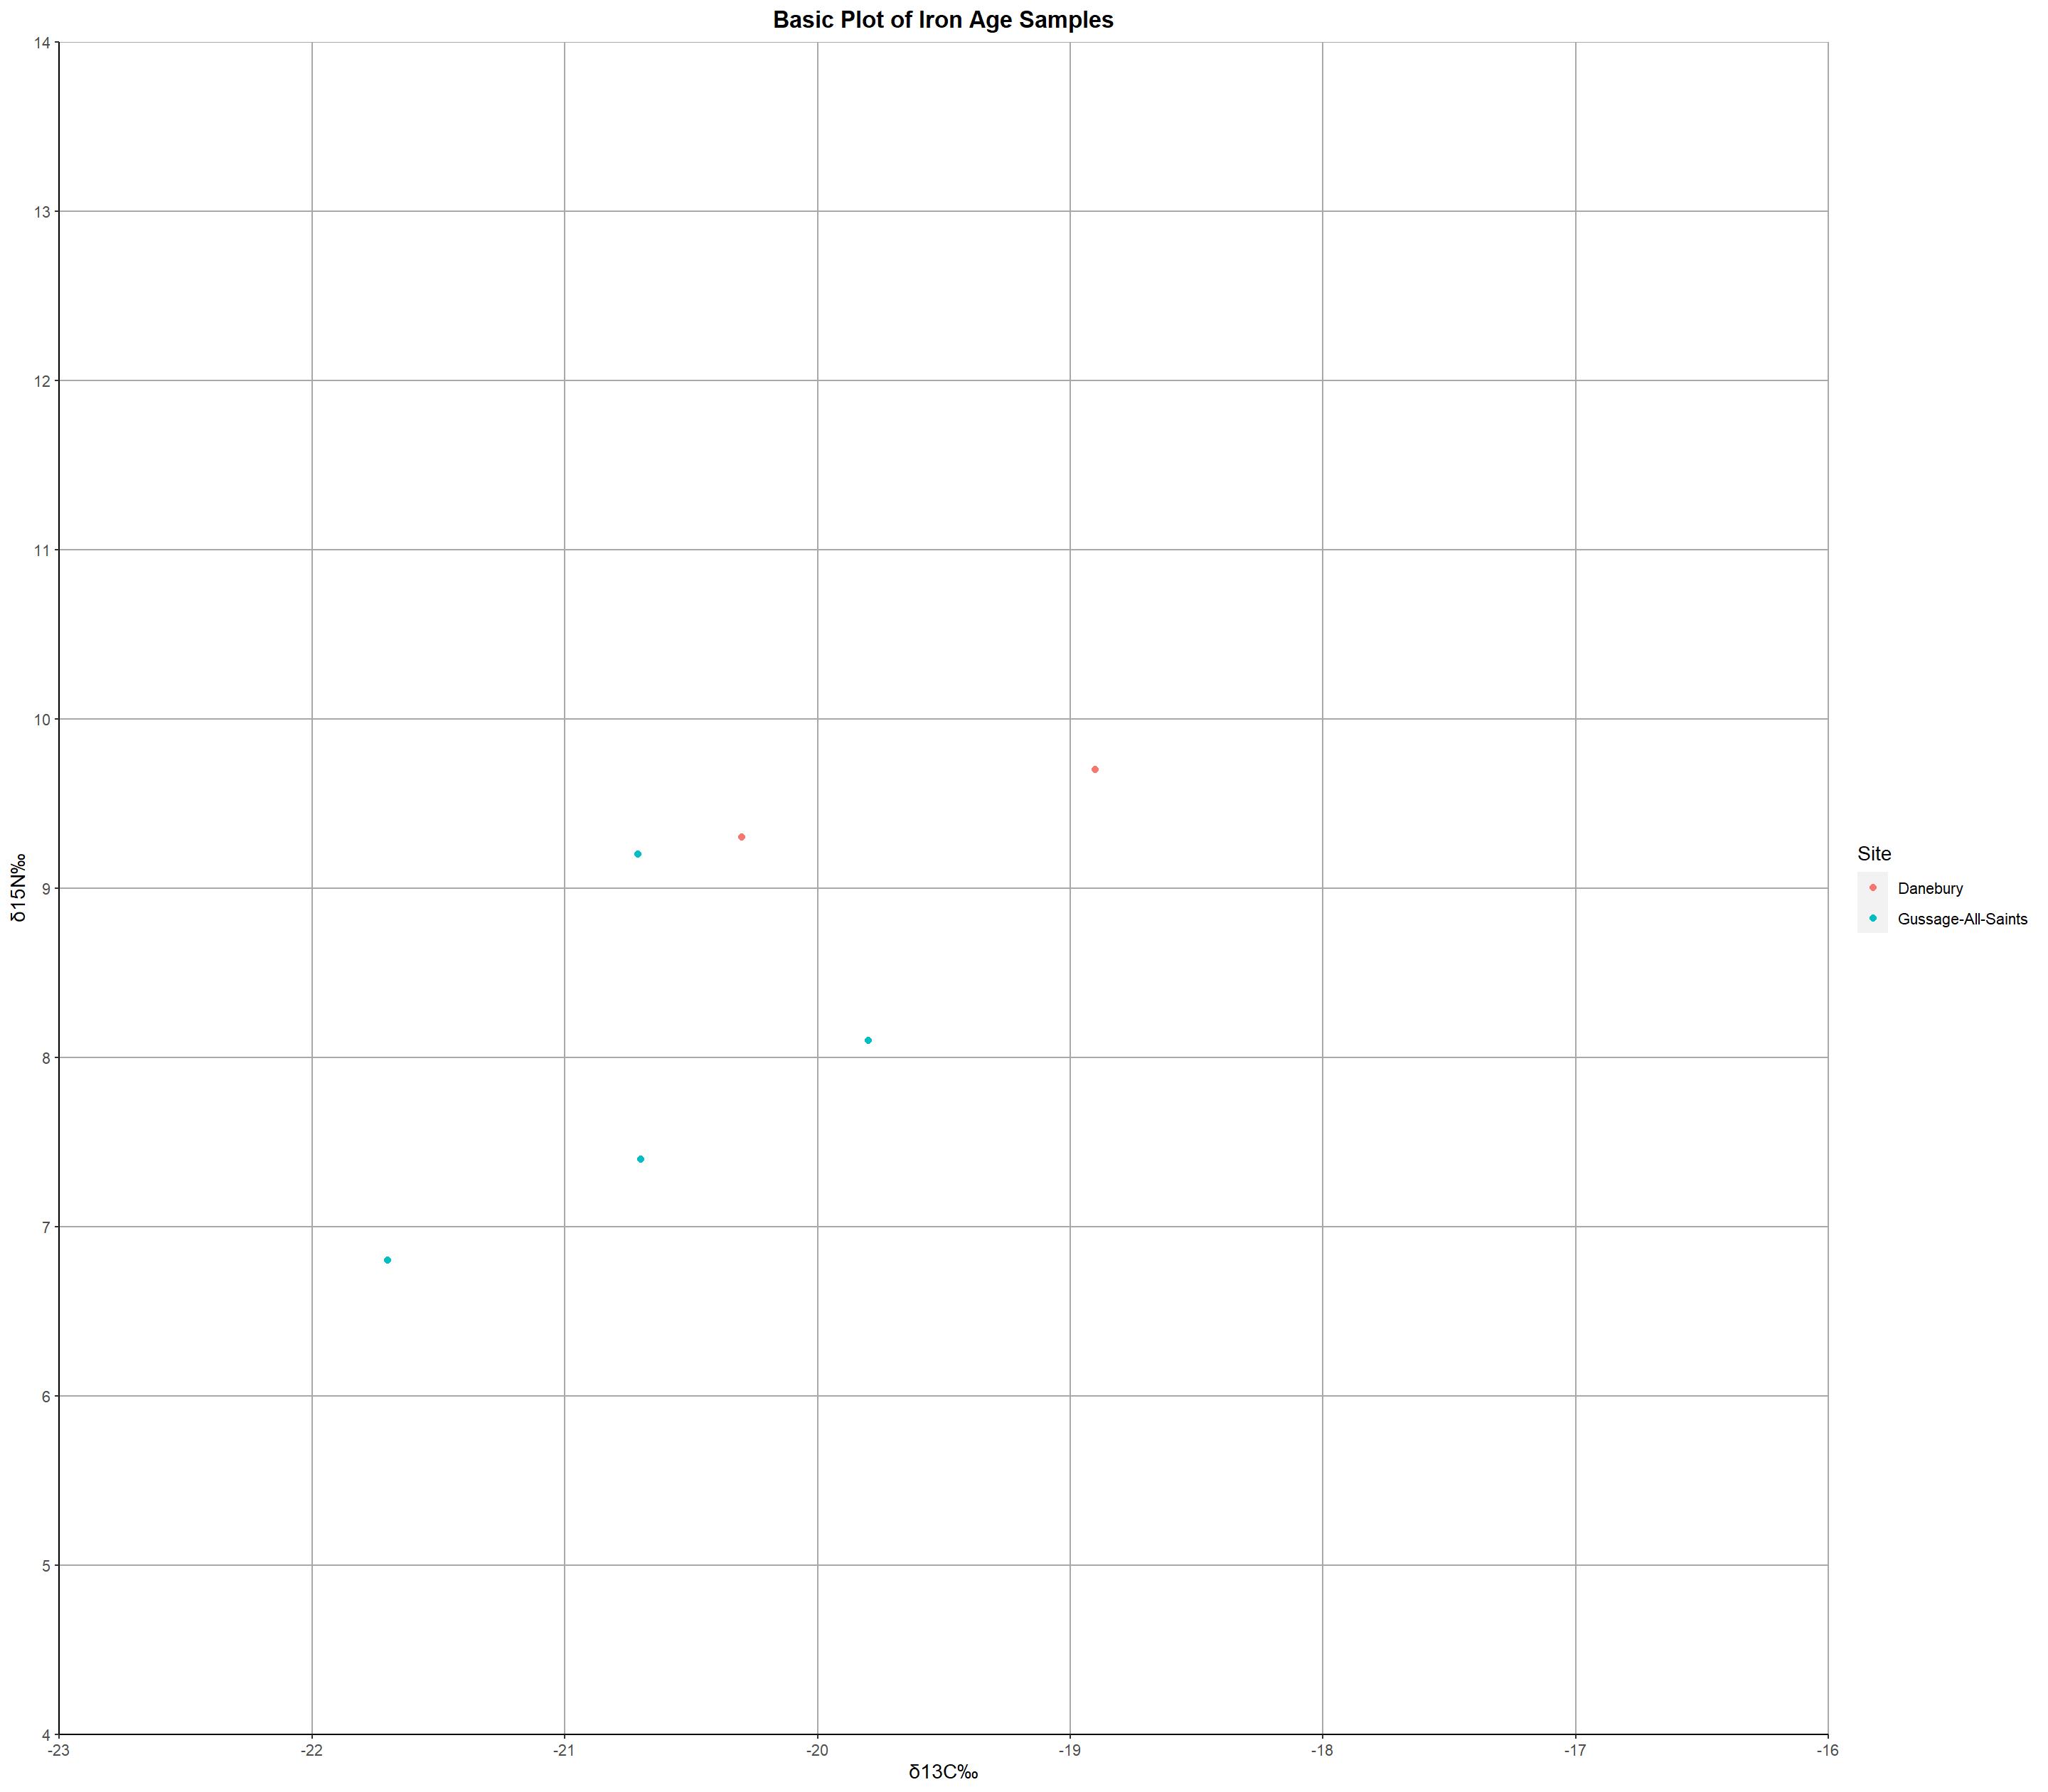 Basic Plot of Iron Age Samples
14
13
12
11
10
9
8
7
6
5
4
δ15N‰
-23 -22 -21 -20 -19 -18 -17 -16
δ13C‰
Site
Danebury
Gussage-All-Saints